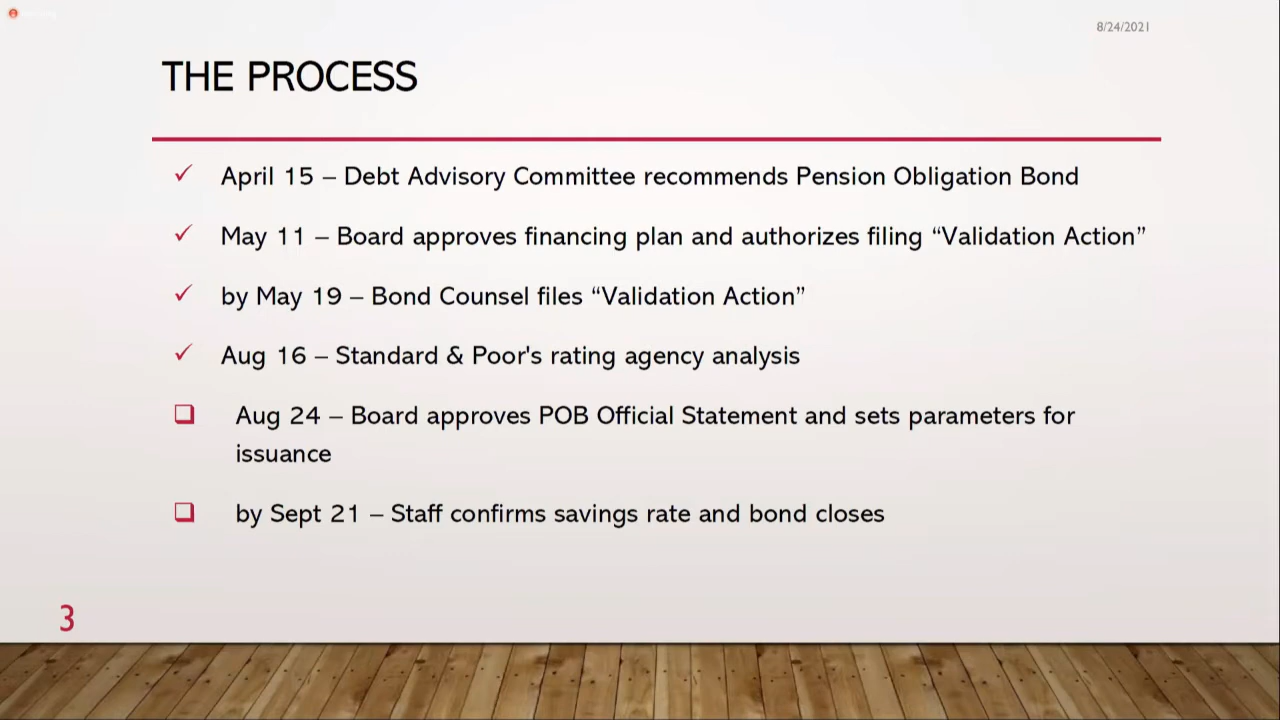 8/24/2021
THE PROCESS
April 15 – Debt Advisory Committee recommends Pension Obligation Bond
May 11 – Board approves financing plan and authorizes filing “Validation Action”
by May 19 – Bond Counsel files “Validation Action”
Aug 16 – Standard & Poor's rating agency analysis
Aug 24 – Board approves POB Official Statement and sets parameters for
issuance
by Sept 21 – Staff confirms savings rate and bond closes
3